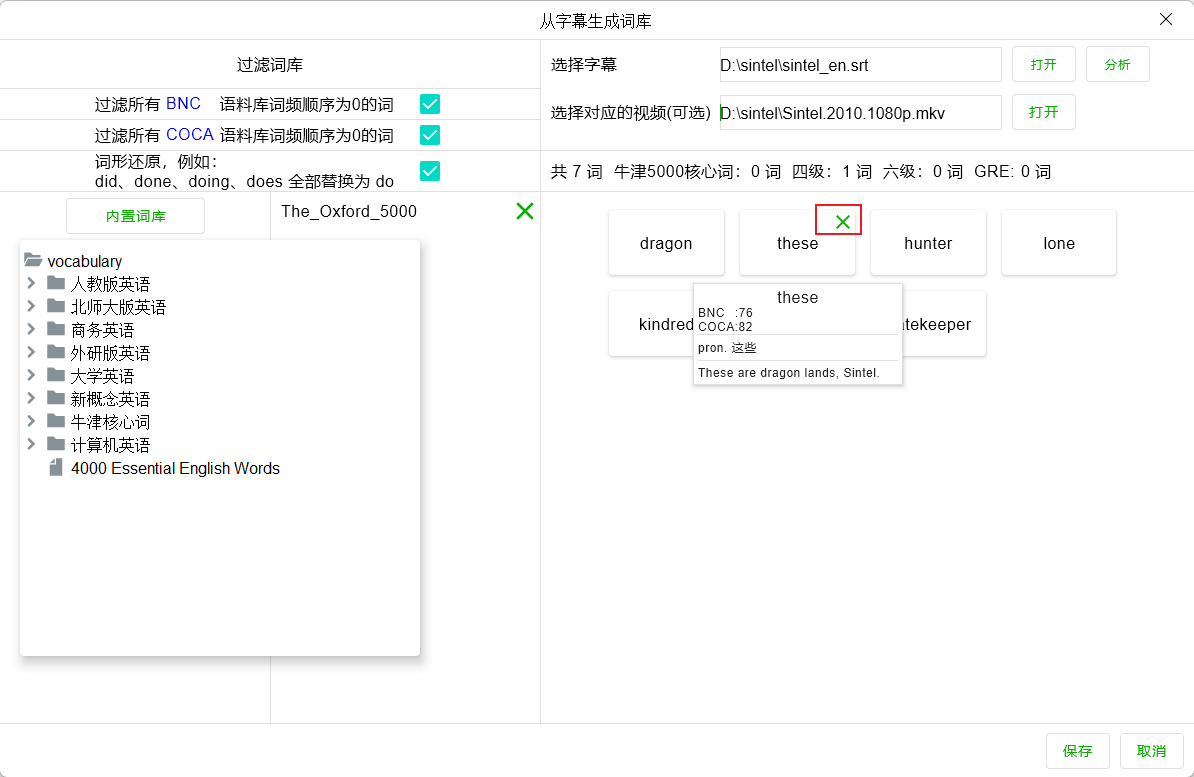 从字幕生成词库
过滤词库
过滤所有 BNC 语料库词频顺序为0的词
过滤所有 COCA 语料库词频顺序为0的词
词形还原，例如：
did、done、doing、does 全部替换为 do
选择字幕
D:\sintel\sintel_en.srt
打开
分析
选择对应的视频(可选)
D:\sintel\Sintel.2010.1080p.mkv
打开
共 7 词 牛津5000核心词：0 词 四级：1 词 六级：0 词 GRE: 0 词
内置词库
The_Oxford_5000
vocabulary
人教版英语
北师大版英语
商务英语
外研版英语
大学英语
新概念英语
牛津核心词
计算机英语
4000 Essential English Words
dragon
these
hunter
lone
kindred
tekeeper
these
BNC :76
COCA:82
pron. 这些
These are dragon lands, Sintel.
保存
取消